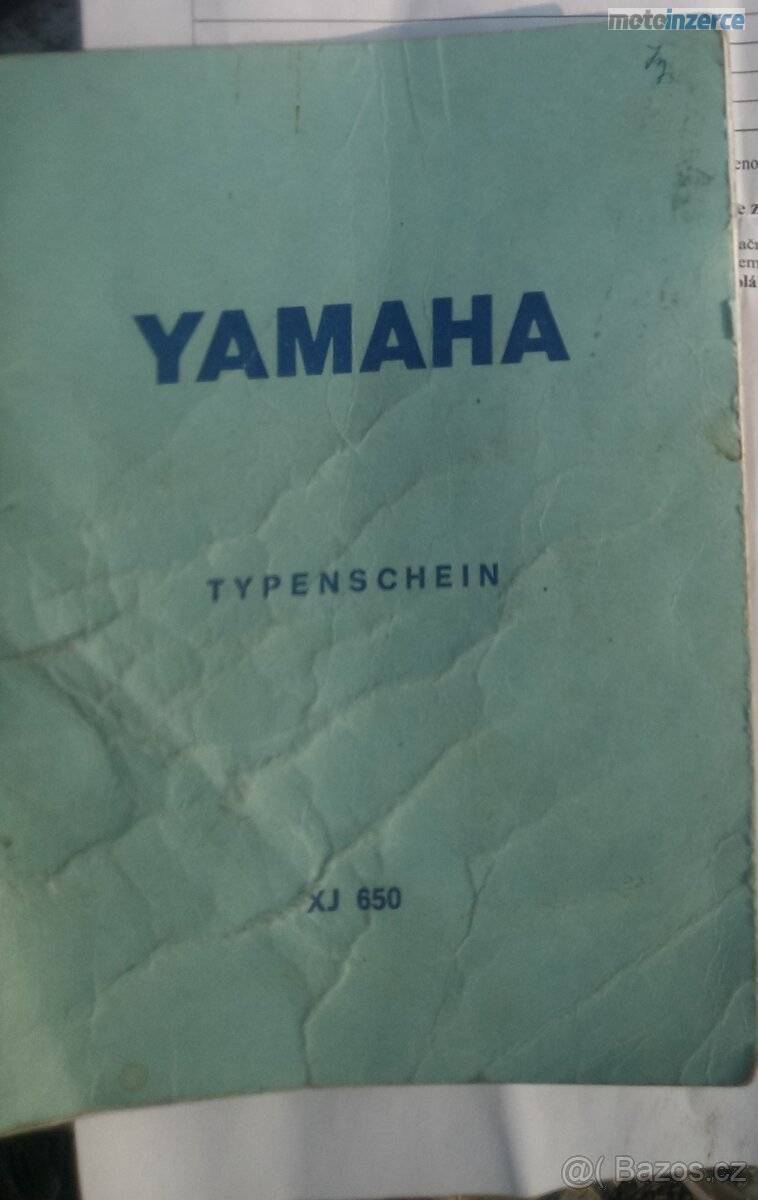 motoinzerce
YAMAHA
TYPENSCHEIN
XJ 650
@( Bazos.cz